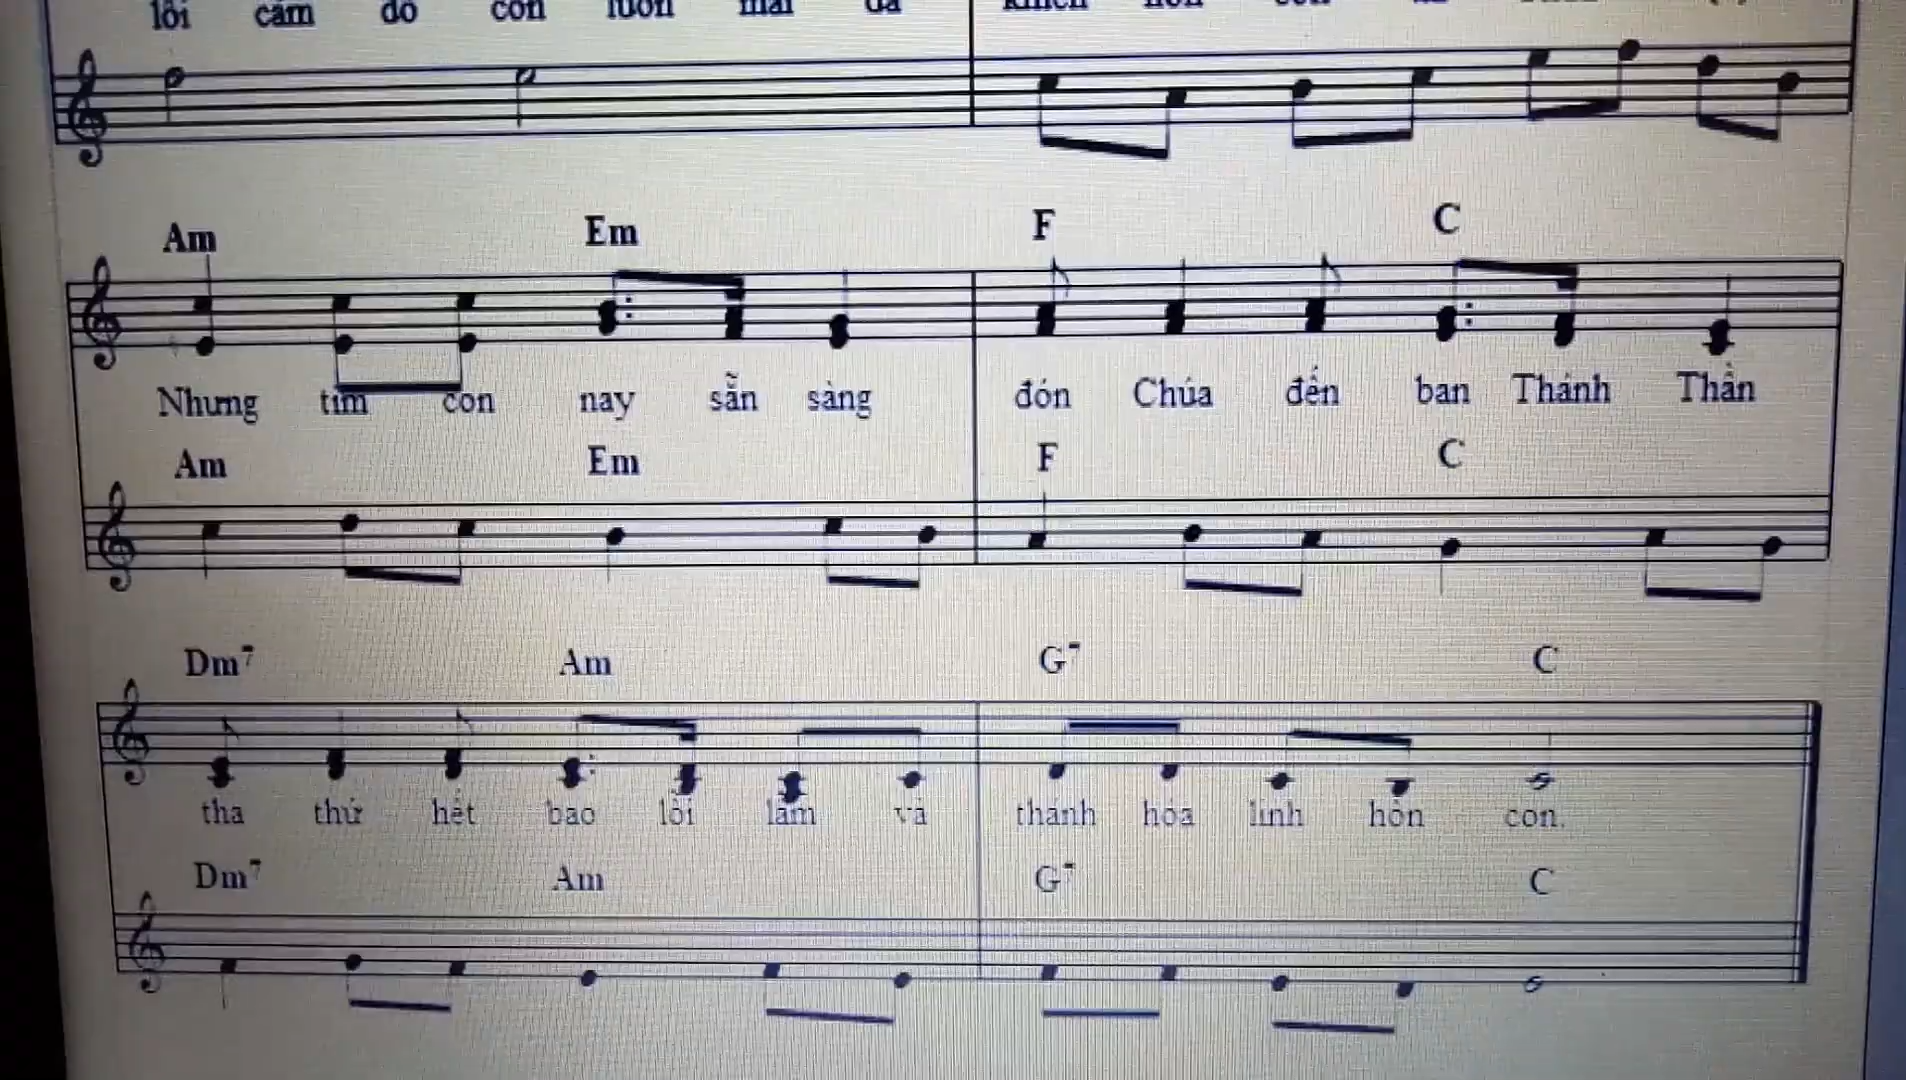 lỗi cám dỗ con luôn mãi đã
Am Em F C
Nhưng tim con nay sẵn sàng đón Chúa đến ban Thánh Thần
Am Em F C
Dm7 Am G7 C
tha thứ hết bao lỗi lầm và thánh hóa linh hồn con.
Dm7 Am G7 C